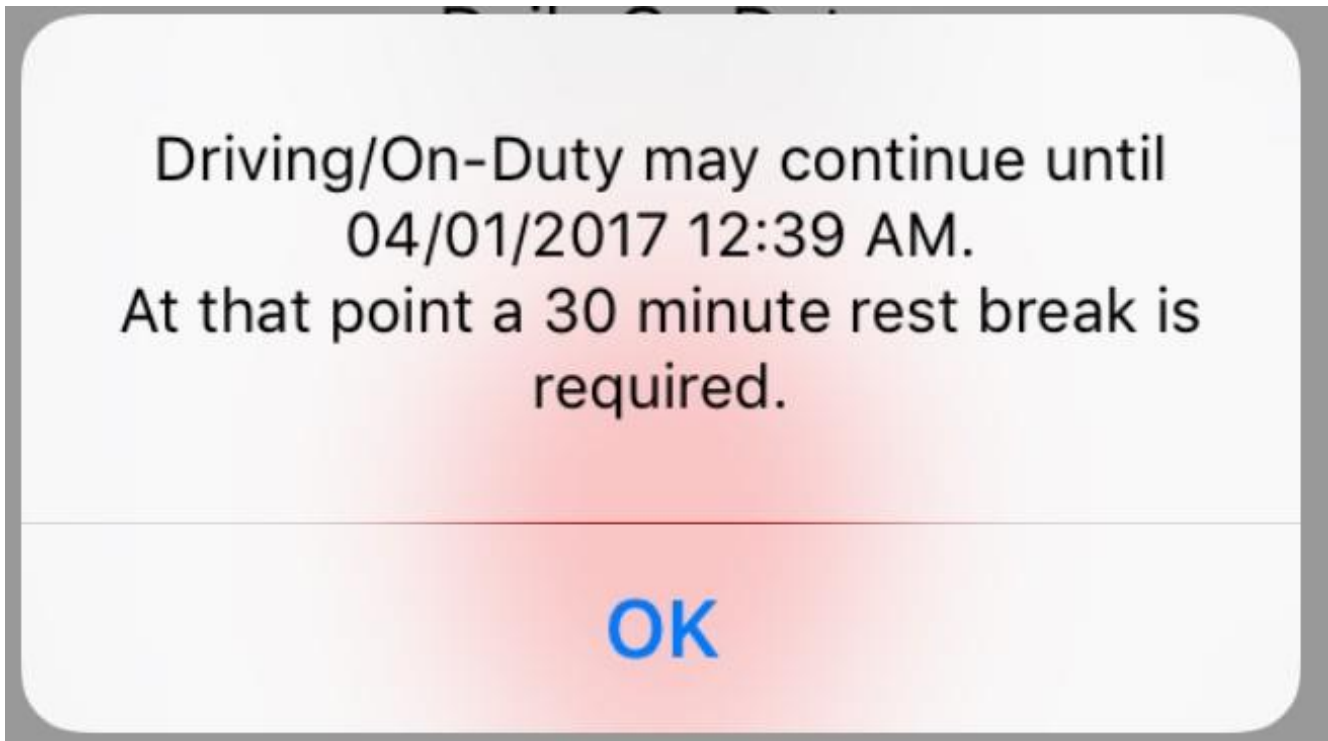 Driving/On-Duty may continue until
04/01/2017 12:39 AM.
At that point a 30 minute rest break is
required.
OK